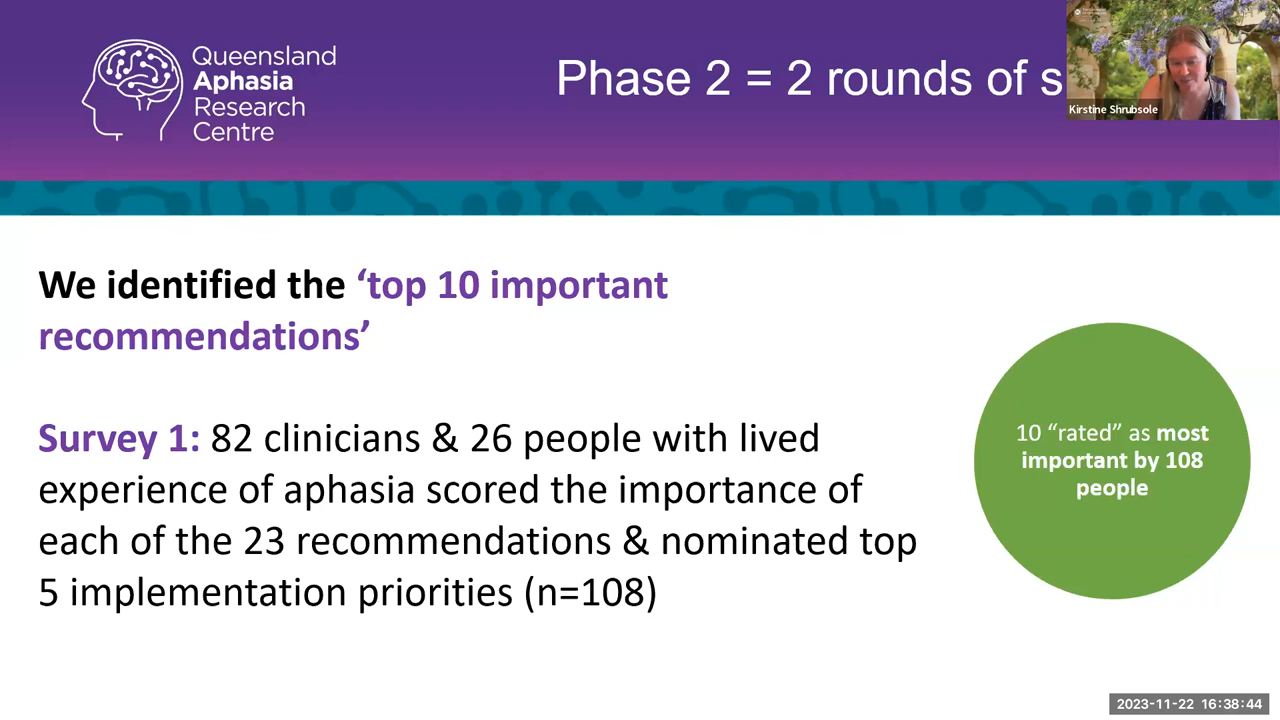 Queensland
Aphasia
Research
Centre
Phase 2 = 2 rounds of s
Kirstine Shrubsole
We identified the ‘top 10 important
recommendations’
Survey 1: 82 clinicians & 26 people with lived
experience of aphasia scored the importance of
each of the 23 recommendations & nominated top
5 implementation priorities (n=108)
10 “rated” as most
important by 108
people
2023-11-22 16:38:44